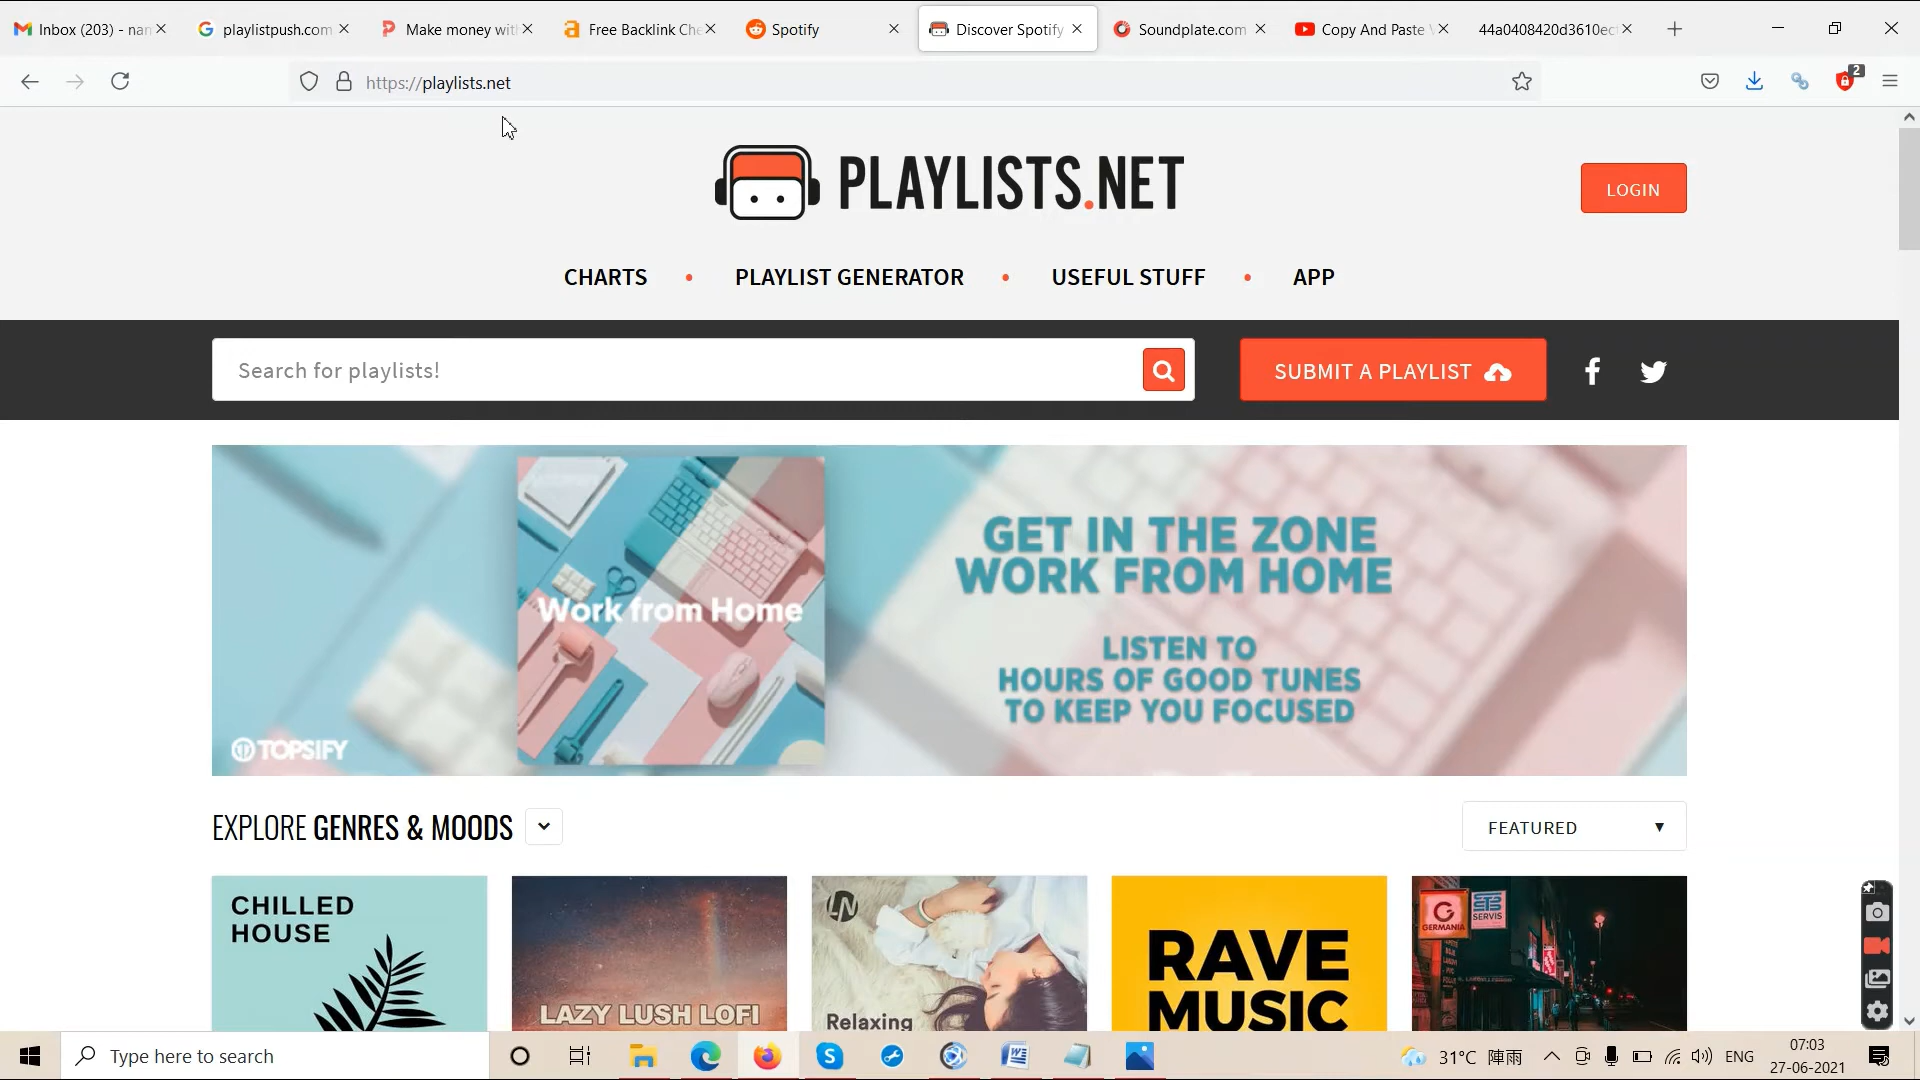 Inbox (203) - nan
playlistpush.com
Make money wit
Free Backlink Che
Spotify
Discover Spotify
Soundplate.com
Copy And Paste V
44a0408420d3610ec
https://playlists.net
2
PLAYLISTS.NET
LOGIN
CHARTS • PLAYLIST GENERATOR • USEFUL STUFF • APP
Search for playlists!
SUBMIT A PLAYLIST
Work from Home
GET IN THE ZONE
WORK FROM HOME
LISTEN TO
HOURS OF GOOD TUNES
TO KEEP YOU FOCUSED
TOPSIFY
EXPLORE GENRES & MOODS
FEATURED
CHILLED
HOUSE
LAZY LUSH LOFI
LN
Relaxing
RAVE
MUSIC
G
GERMANIA
SERVIS
Type here to search
31°C 陣雨
ENG
07:03
27-06-2021